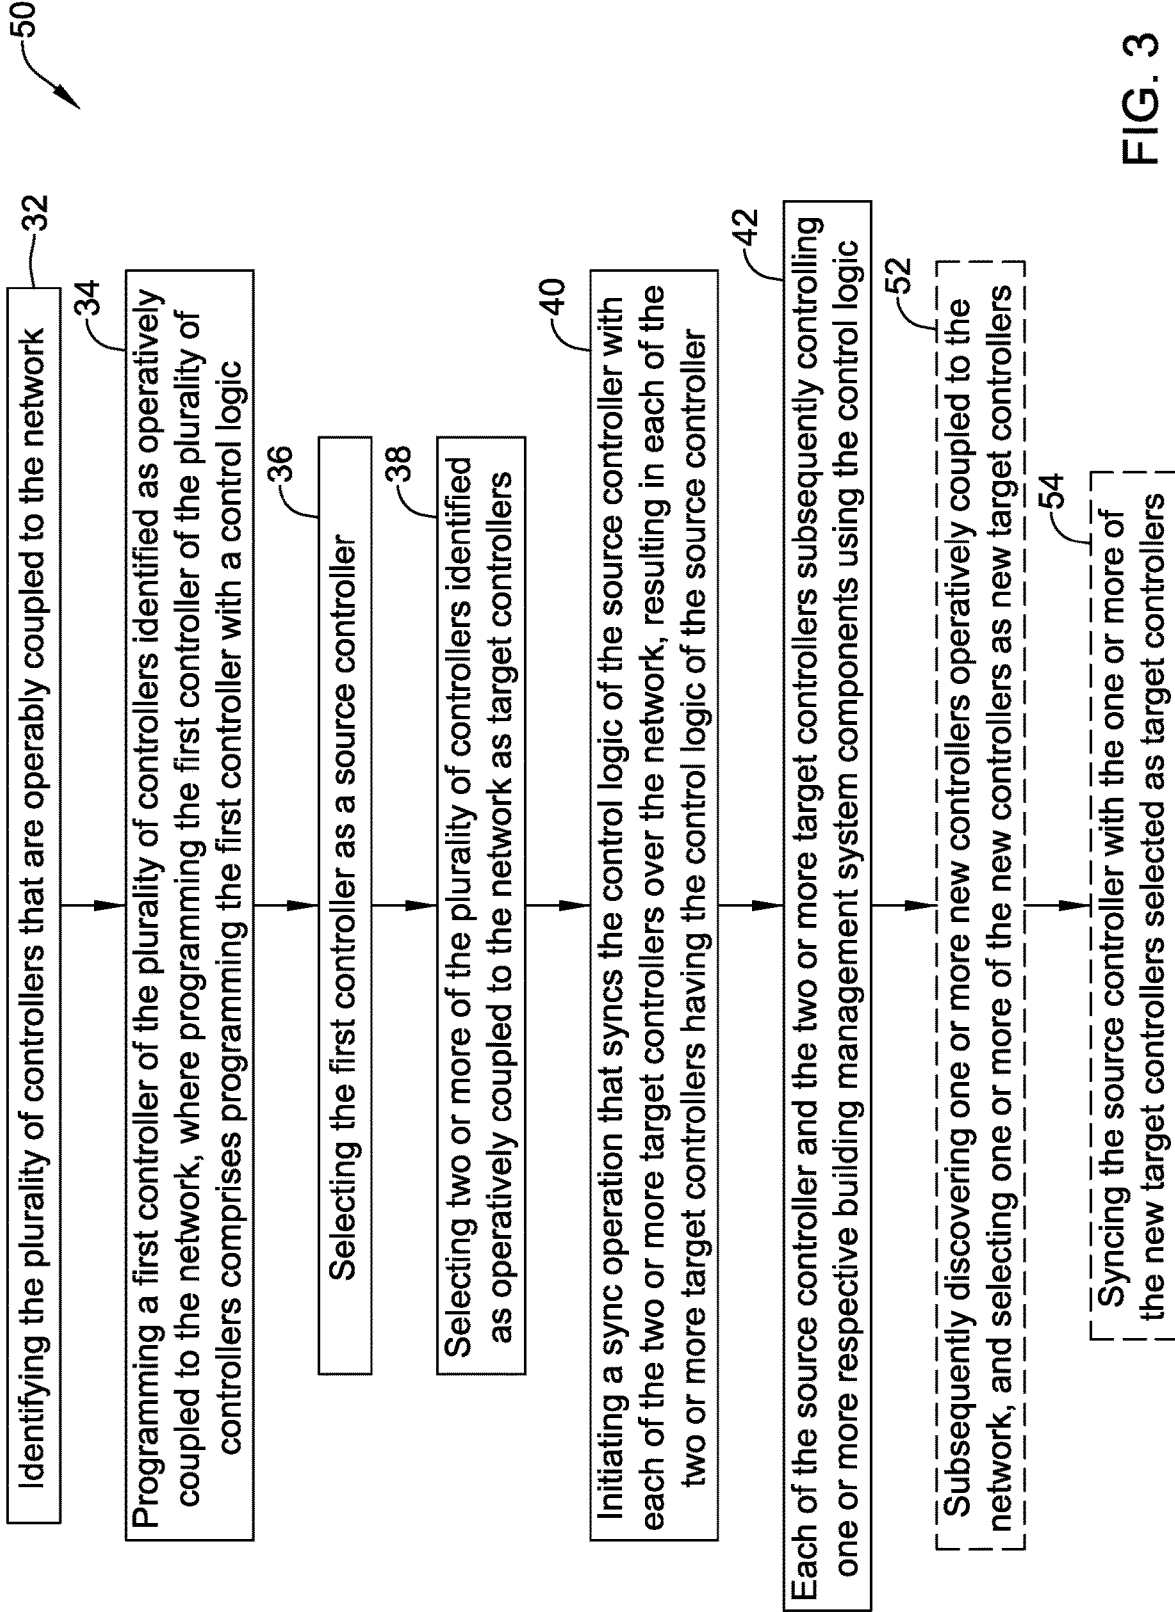 50
32
Identifying the plurality of controllers that are operably coupled to the network
34
Programming a first controller of the plurality of controllers identified as operatively
coupled to the network, where programming the first controller of the plurality of
controllers comprises programming the first controller with a control logic
36
Selecting the first controller as a source controller
38
Selecting two or more of the plurality of controllers identified
as operatively coupled to the network as target controllers
40
Initiating a sync operation that syncs the control logic of the source controller with
each of the two or more target controllers over the network, resulting in each of the
two or more target controllers having the control logic of the source controller
42
Each of the source controller and the two or more target controllers subsequently controlling
one or more respective building management system components using the control logic
52
Subsequently discovering one or more new controllers operatively coupled to the
network, and selecting one or more of the new controllers as new target controllers
54
Syncing the source controller with the one or more of
the new target controllers selected as target controllers
FIG. 3